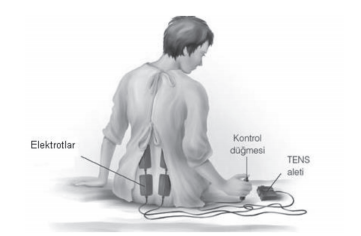 Elektrotlar
Kontrol
düğmesi
TENS
aleti